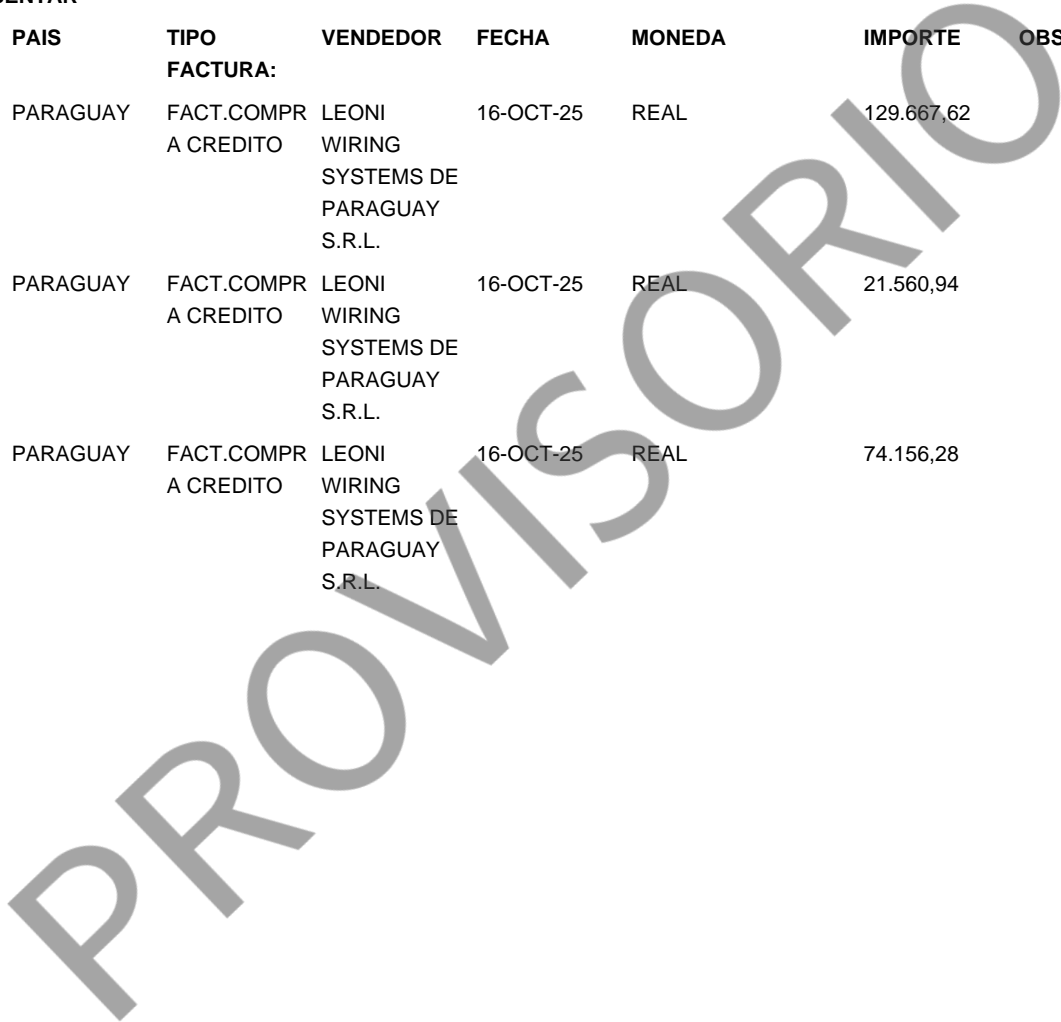 PAIS TIPO VENDEDOR FECHA MONEDA IMPORTE OBS
FACTURA:
PARAGUAY FACT.COMPR LEONI 16-OCT-25 REAL 129.667,62
A CREDITO WIRING
SYSTEMS DE
PARAGUAY
S.R.L.
PARAGUAY FACT.COMPR LEONI 16-OCT-25 REAL 21.560,94
A CREDITO WIRING
SYSTEMS DE
PARAGUAY
S.R.L.
PARAGUAY FACT.COMPR LEONI 16-OCT-25 REAL 74.156,28
A CREDITO WIRING
SYSTEMS DE
PARAGUAY
S.R.L.
PROVISORIO